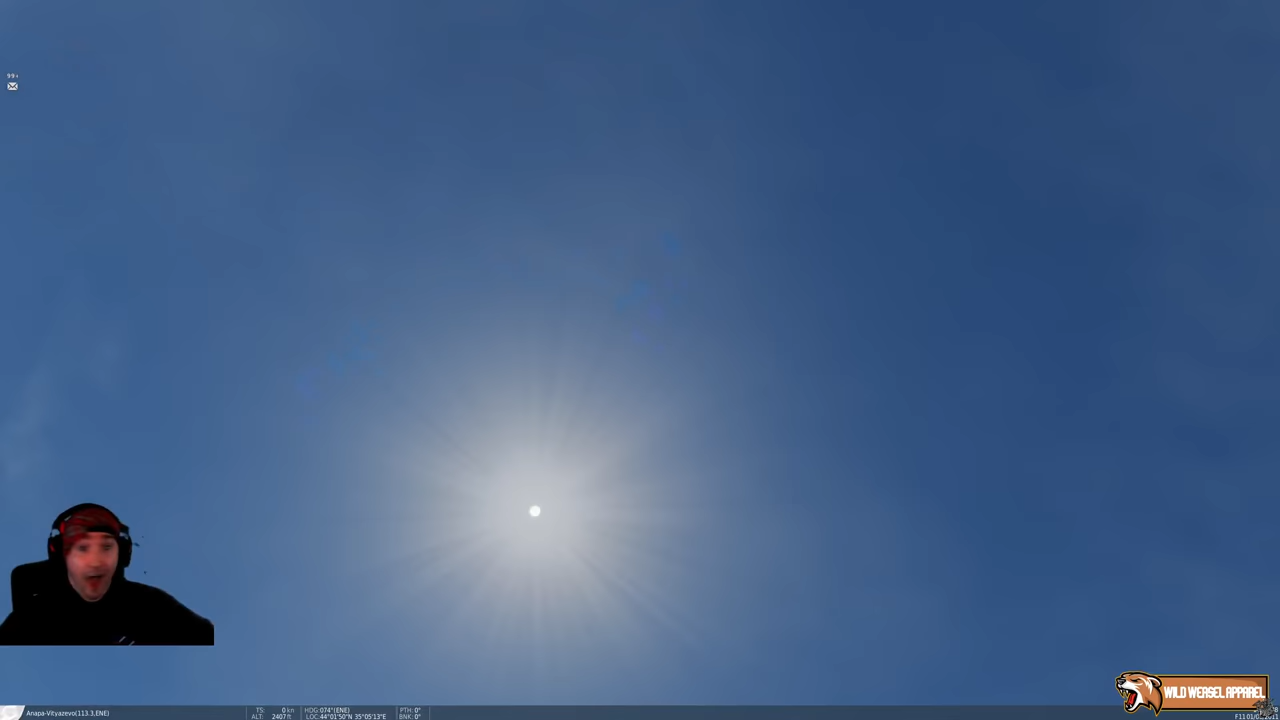 99+
WILD WEASEL APPAREL
Anapa-Vityazevo(113.3,ENE)
TS: 0 kn
ALT: 2407 ft
HDG:074°(ENE)
LOC:44°01'50"N 35°05'13"E
PTH: 0°
BNK: 0°